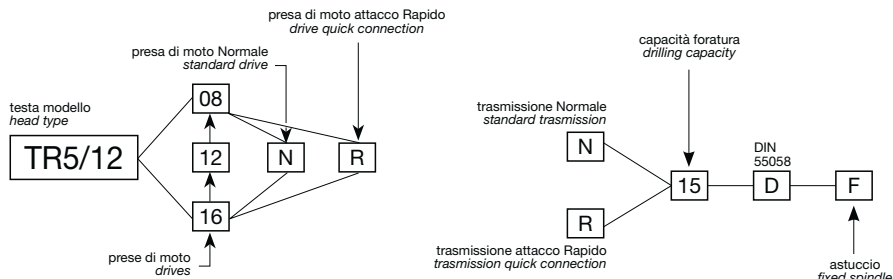 presa di moto attacco Rapido
drive quick connection
presa di moto Normale
standard drive
testa modello
head type
TR5/12
08
12
N
R
16
prese di moto
drives
capacità foratura
drilling capacity
trasmissione Normale
standard trasmission
N
DIN
55058
15
D
F
R
trasmissione attacco Rapido
trasmission quick connection
astuccio
fixed spindle